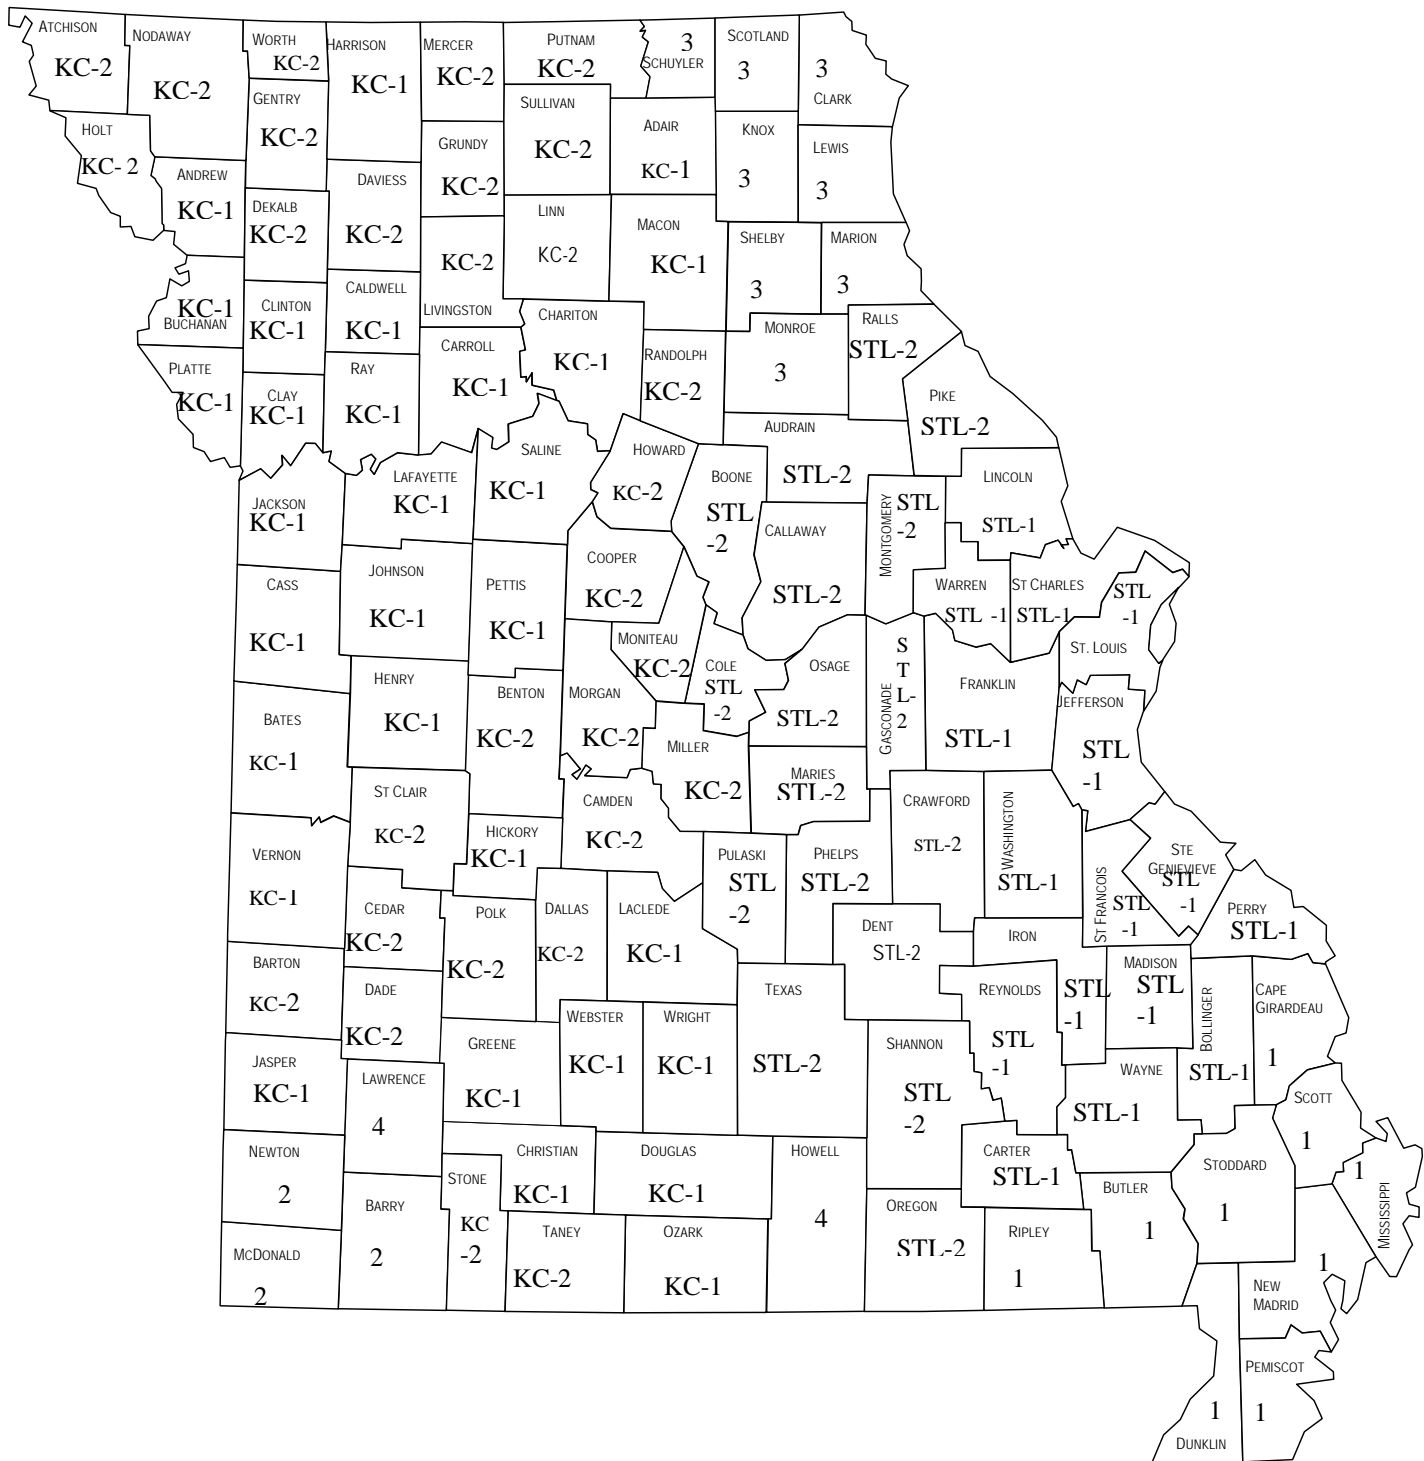 ATCHISON
KC-2
NODAWAY
KC-2
WORTH
KC-2
HARRISON
KC-1
MERCER
KC-2
PUTNAM
KC-2
3
SCHUYLER
SCOTLAND
3
3
CLARK
HOLT
KC- 2
GENTRY
KC-2
SULLIVAN
KC-2
ADAIR
KC-1
KNOX
3
LEWIS
3
ANDREW
KC-1
DEKALB
KC-2
DAVIESS
KC-2
GRUNDY
KC-2
LINN
KC-2
MACON
KC-1
SHELBY
3
MARION
3
KC-1
BUCHANAN
CLINTON
KC-1
CALDWELL
KC-1
KC-2
LIVINGSTON
CHARITON
KC-1
RANDOLPH
KC-2
MONROE
3
RALLS
STL-2
PLATTE
KC-1
CLAY
KC-1
RAY
KC-1
CARROLL
KC-1
PIKE
STL-2
AUDRAIN
STL-2
JACKSON
KC-1
LAFAYETTE
KC-1
SALINE
KC-1
HOWARD
KC-2
BOONE
STL
-2
CALLAWAY
STL-2
MONTGOMERY
STL
-2
LINCOLN
STL-1
CASS
KC-1
JOHNSON
KC-1
PETTIS
KC-1
COOPER
KC-2
WARREN
STL -1
ST CHARLES
STL-1
STL
-1
ST. LOUIS
MONITEAU
KC-2
COLE
STL
-2
OSAGE
STL-2
GASCONADE
S
T
L-
2
FRANKLIN
STL-1
JEFFERSON
STL
-1
BATES
KC-1
HENRY
KC-1
BENTON
KC-2
MORGAN
KC-2
MILLER
KC-2
MARIES
STL-2
ST CLAIR
KC-2
HICKORY
KC-1
CAMDEN
KC-2
CRAWFORD
STL-2
WASHINGTON
STL-1
STE
GENEVIEVE
STL
-1
VERNON
KC-1
PULASKI
STL
-2
PHELPS
STL-2
ST FRANCOIS
STL
-1
PERRY
STL-1
CEDAR
KC-2
POLK
KC-2
DALLAS
KC-2
LACLEDE
KC-1
DENT
STL-2
IRON
STL
-1
MADISON
STL
-1
BARTON
KC-2
DADE
KC-2
TEXAS
STL-2
REYNOLDS
STL
-1
BOLLINGER
STL-1
CAPE
GIRARDEAU
1
JASPER
KC-1
GREENE
KC-1
WEBSTER
KC-1
WRIGHT
KC-1
SHANNON
STL
-2
WAYNE
STL-1
LAWRENCE
4
SCOTT
1
NEWTON
2
STONE
KC
-2
CHRISTIAN
KC-1
DOUGLAS
KC-1
HOWELL
4
CARTER
STL-1
STODDARD
1
1
MISSISSIPPI
BARRY
2
TANEY
KC-2
OZARK
KC-1
OREGON
STL-2
RIPLEY
1
BUTLER
1
MCDONALD
2
1
NEW
MADRID
PEMISCOT
1
1
DUNKLIN